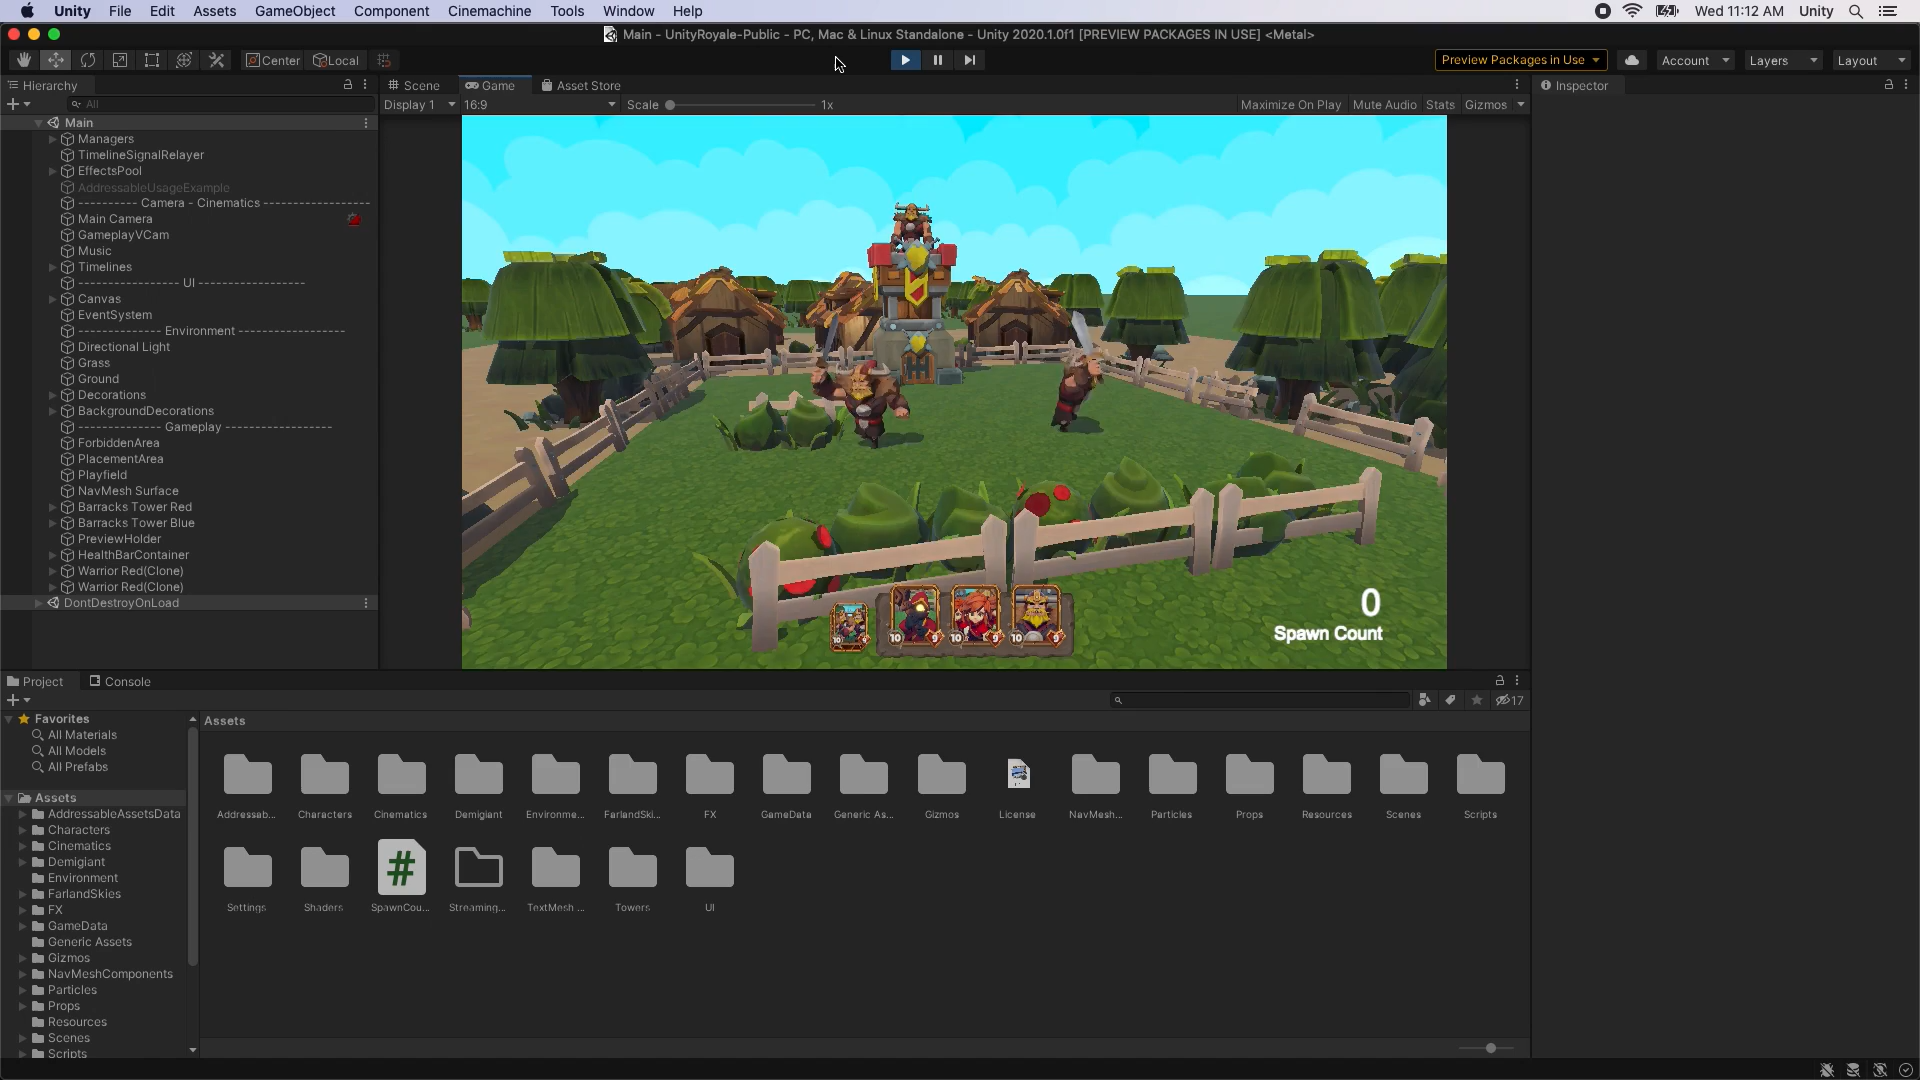 Unity File Edit Assets GameObject Component Cinemachine Tools Window Help Wed 11:12 AM Unity
Main - UnityRoyale-Public - PC, Mac & Linux Standalone - Unity 2020.1.0f1 [PREVIEW PACKAGES IN USE] <Metal>
Center Local Preview Packages in Use Account Layers Layout
Hierarchy Scene Game Asset Store Inspector
All Display 1 16:9 Scale 1x Maximize On Play Mute Audio Stats Gizmos
Main
Managers
TimelineSignalRelayer
EffectsPool
AddressableUsageExample
--------- Camera - Cinematics ----------------
Main Camera
GameplayVCam
Music
Timelines
---------------- UI -----------------
Canvas
EventSystem
------------- Environment -----------------
Directional Light
Grass
Ground
Decorations
BackgroundDecorations
------------- Gameplay -----------------
ForbiddenArea
PlacementArea
Playfield
NavMesh Surface
Barracks Tower Red
Barracks Tower Blue
PreviewHolder
HealthBarContainer
Warrior Red(Clone)
Warrior Red(Clone)
DontDestroyOnLoad
0
Spawn Count
10 9 10 9 10 9 10 9
Project Console
17
Favorites
All Materials
All Models
All Prefabs
Assets
AddressableAssetsData
Characters
Cinematics
Demigiant
Environment
FarlandSkies
FX
GameData
Generic Assets
Gizmos
NavMeshComponents
Particles
Props
Resources
Scenes
Scripts
Assets
Addressab... Characters Cinematics Demigiant Environme... FarlandSki... FX GameData Generic As... Gizmos License NavMesh... Particles Props Resources Scenes Scripts
#
Settings Shaders SpawnCou... Streaming... TextMesh ... Towers UI